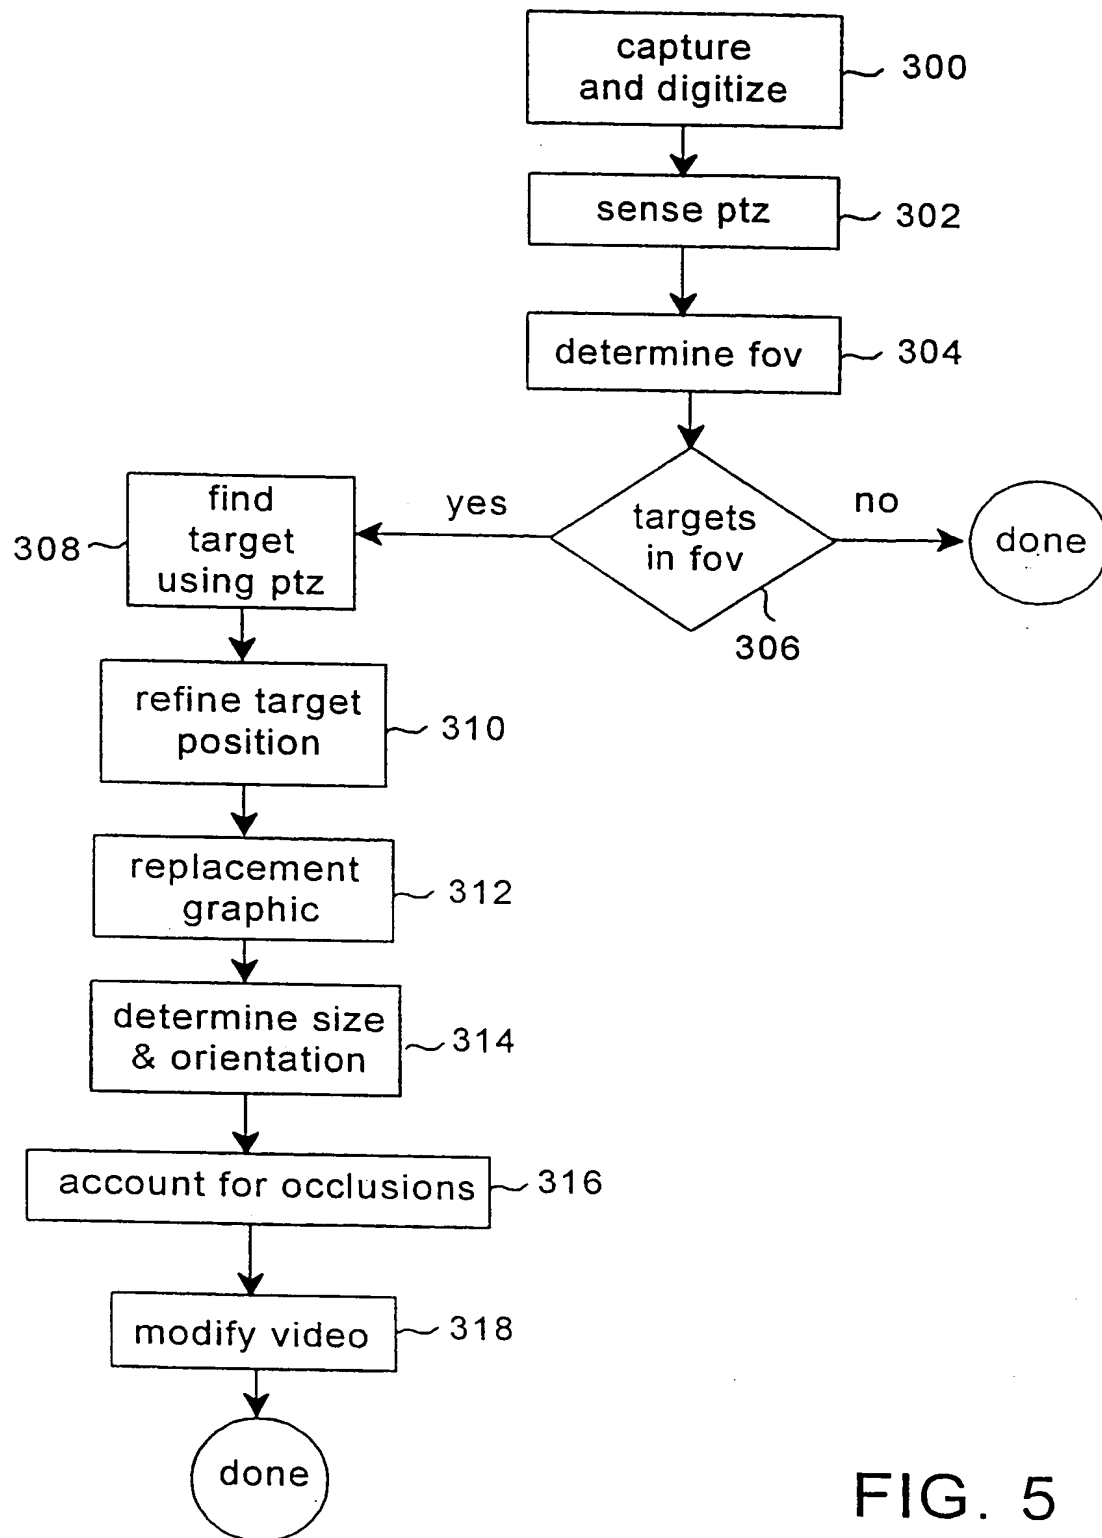 capture
and digitize
300
sense ptz
302
determine fov
304
targets
in fov
306
yes
no
done
find
target
using ptz
308
refine target
position
310
replacement
graphic
312
determine size
& orientation
314
account for occlusions
316
modify video
318
done
FIG. 5